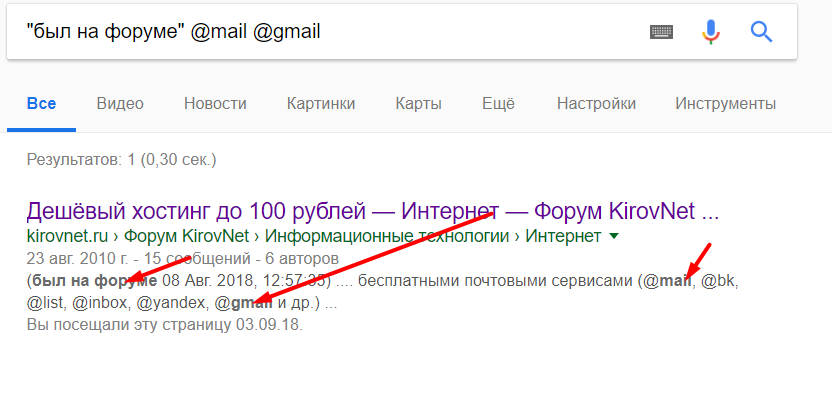 "был на форуме" @mail @gmail
Все Видео Новости Картинки Карты Ещё Настройки Инструменты
Результатов: 1 (0,30 сек.)
Дешёвый хостинг до 100 рублей — Интернет — Форум KirovNet ...
kirovnet.ru › Форум KirovNet › Информационные технологии › Интернет
23 авг. 2010 г. - 15 сообщений - 6 авторов
(был на форуме 08 Авг. 2018, 12:57:35) .... бесплатными почтовыми сервисами (@mail, @bk,
@list, @inbox, @yandex, @gmail и др.) ...
Вы посещали эту страницу 03.09.18.